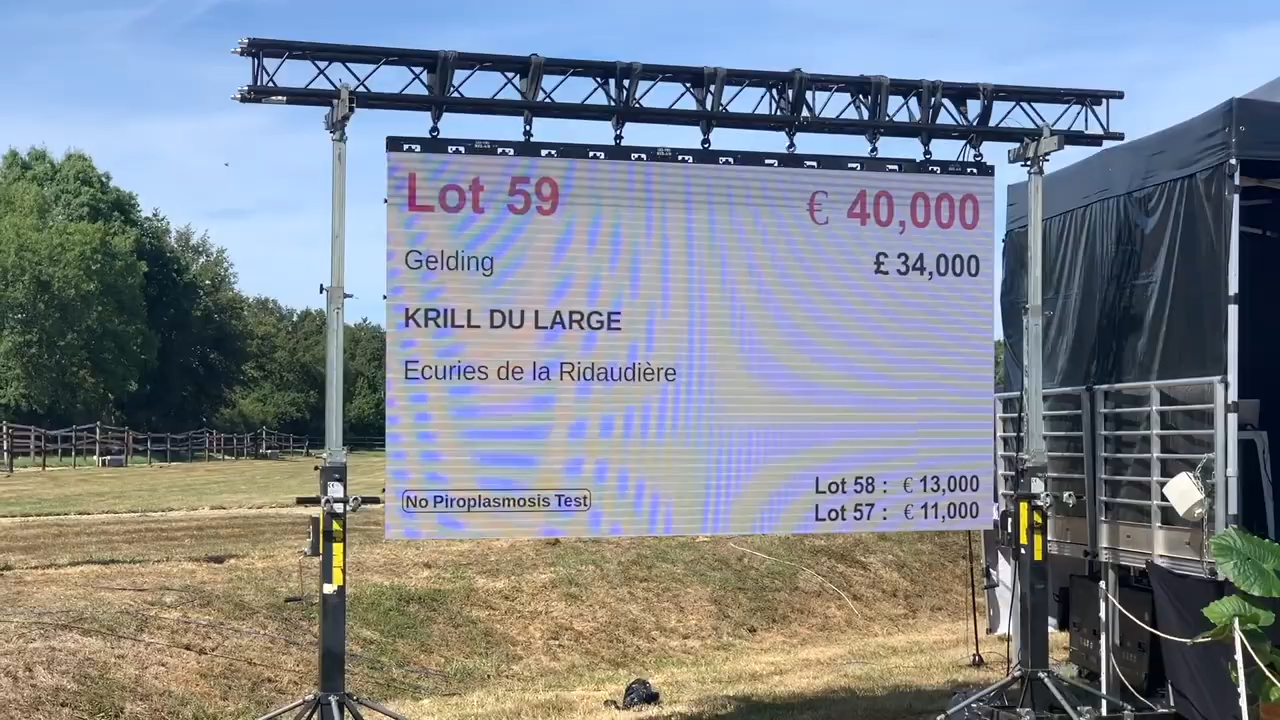 Lot 59 € 40,000
Gelding £ 34,000
KRILL DU LARGE
Ecuries de la Ridaudière
No Piroplasmosis Test
Lot 58 : € 13,000
Lot 57 : € 11,000